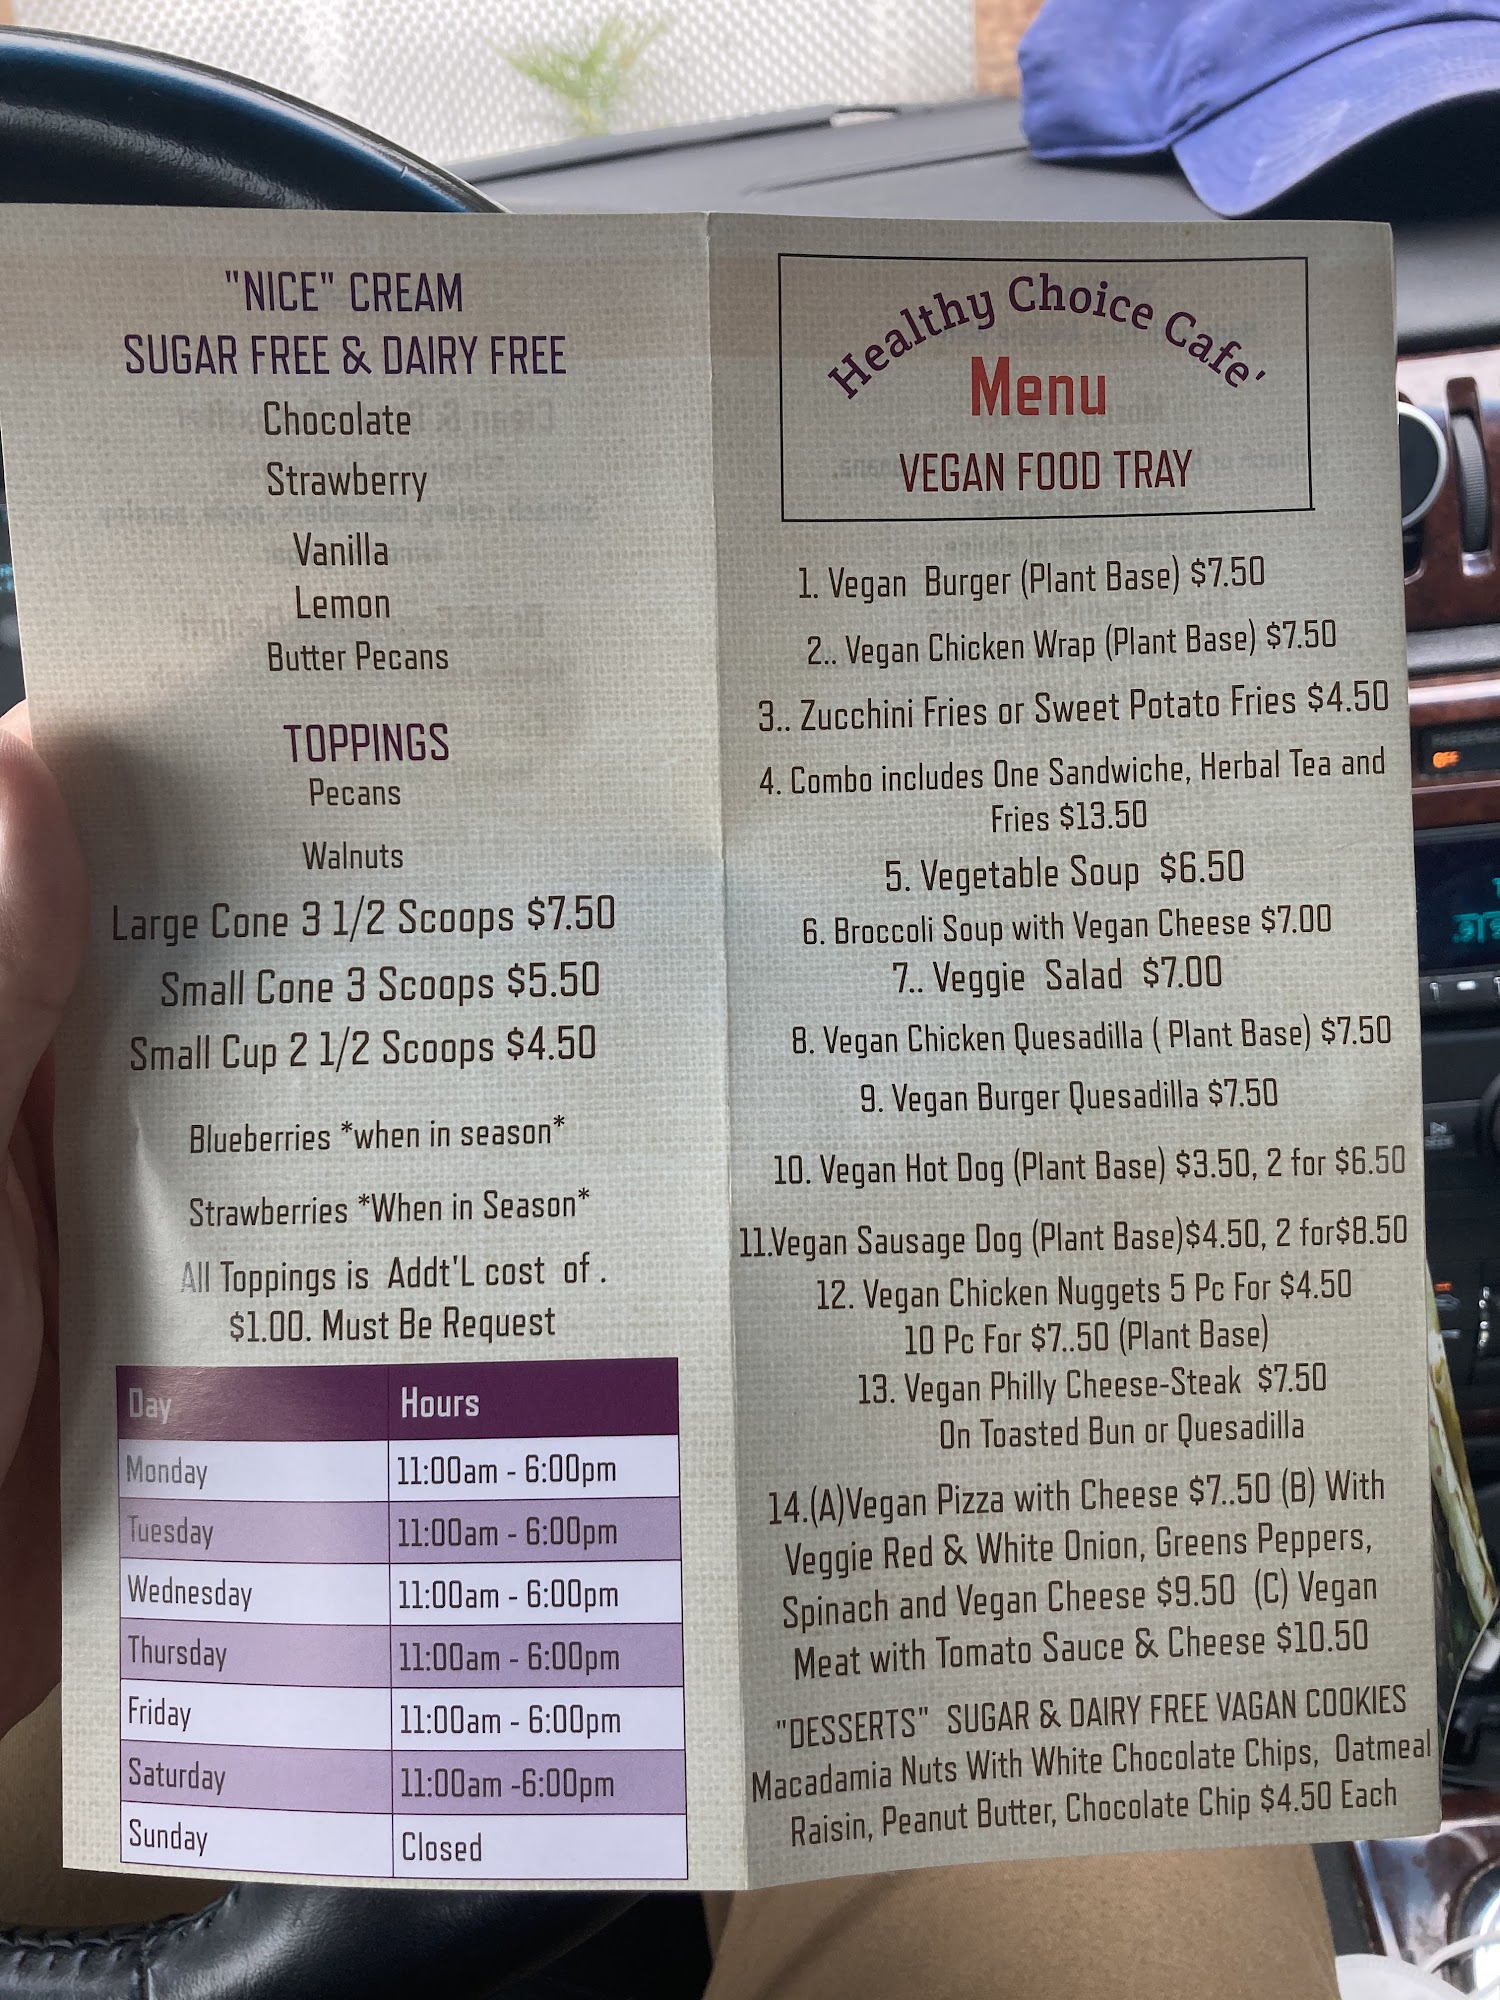 "NICE" CREAM
SUGAR FREE & DAIRY FREE
Chocolate
Strawberry
Vanilla
Lemon
Butter Pecans
TOPPINGS
Pecans
Walnuts
Large Cone 3 1/2 Scoops $7.50
Small Cone 3 Scoops $5.50
Small Cup 2 1/2 Scoops $4.50
Blueberries *when in season*
Strawberries *When in Season*
All Toppings is Addt'L cost of .
$1.00. Must Be Request
Day Hours
Monday 11:00am - 6:00pm
Tuesday 11:00am - 6:00pm
Wednesday 11:00am - 6:00pm
Thursday 11:00am - 6:00pm
Friday 11:00am - 6:00pm
Saturday 11:00am -6:00pm
Sunday Closed
Healthy Choice Cafe'
Menu
VEGAN FOOD TRAY
1. Vegan Burger (Plant Base) $7.50
2.. Vegan Chicken Wrap (Plant Base) $7.50
3.. Zucchini Fries or Sweet Potato Fries $4.50
4. Combo includes One Sandwiche, Herbal Tea and
Fries $13.50
5. Vegetable Soup $6.50
6. Broccoli Soup with Vegan Cheese $7.00
7.. Veggie Salad $7.00
8. Vegan Chicken Quesadilla ( Plant Base) $7.50
9. Vegan Burger Quesadilla $7.50
10. Vegan Hot Dog (Plant Base) $3.50, 2 for $6.50
11.Vegan Sausage Dog (Plant Base)$4.50, 2 for$8.50
12. Vegan Chicken Nuggets 5 Pc For $4.50
10 Pc For $7..50 (Plant Base)
13. Vegan Philly Cheese-Steak $7.50
On Toasted Bun or Quesadilla
14.(A)Vegan Pizza with Cheese $7..50 (B) With
Veggie Red & White Onion, Greens Peppers,
Spinach and Vegan Cheese $9.50 (C) Vegan
Meat with Tomato Sauce & Cheese $10.50
"DESSERTS" SUGAR & DAIRY FREE VAGAN COOKIES
Macadamia Nuts With White Chocolate Chips, Oatmeal
Raisin, Peanut Butter, Chocolate Chip $4.50 Each
OFF